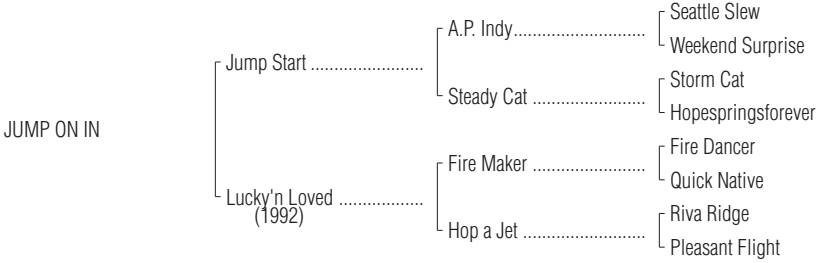 Seattle Slew
A.P. Indy..........................
Weekend Surprise
Jump Start ......................
Storm Cat
Steady Cat ......................
Hopespringsforever
JUMP ON IN
Fire Dancer
Fire Maker ......................
Quick Native
Lucky'n Loved ................
(1992)
Riva Ridge
Hop a Jet ........................
Pleasant Flight